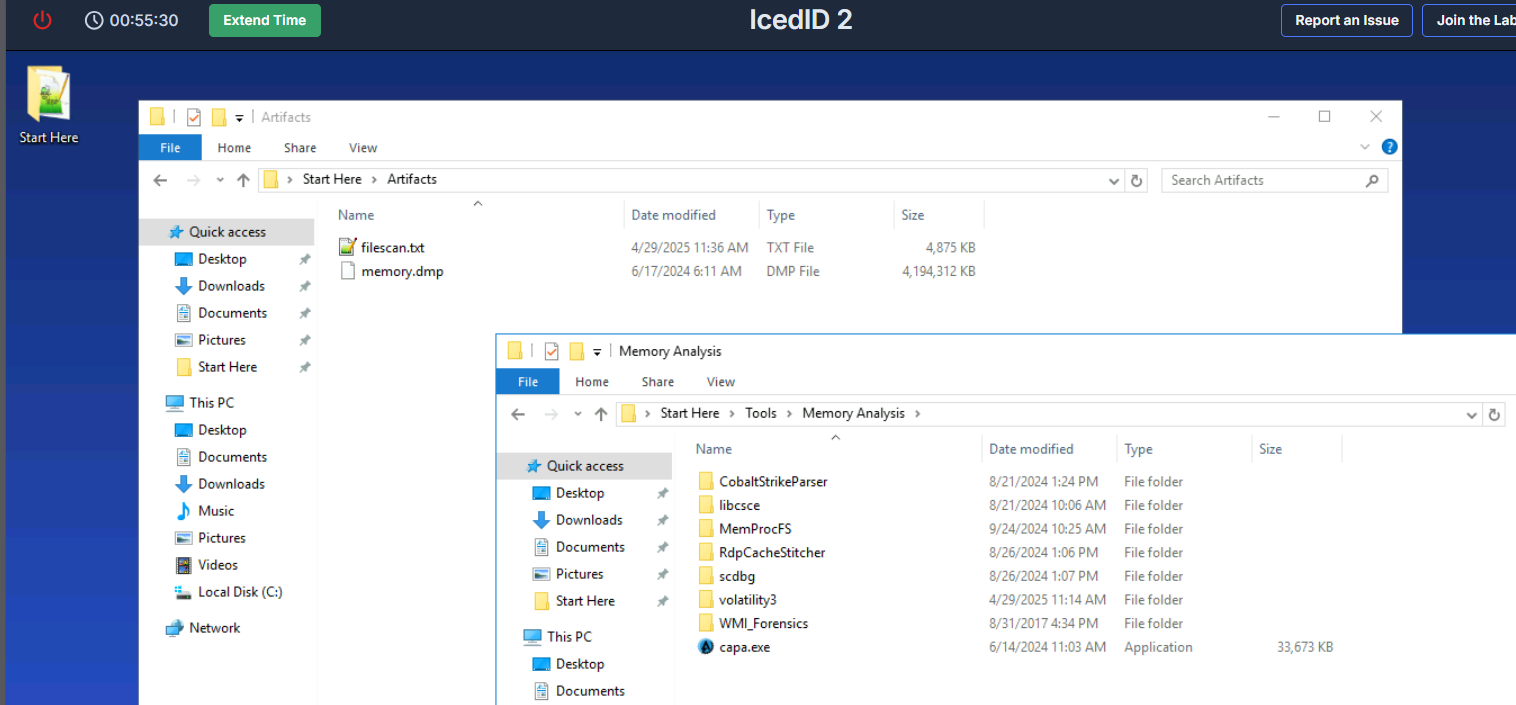 00:55:30 Extend Time IcedID 2 Report an Issue Join the Lab
Start Here
Artifacts
File Home Share View
Start Here Artifacts Search Artifacts
Name Date modified Type Size
Quick access
filescan.txt 4/29/2025 11:36 AM TXT File 4,875 KB
Desktop
memory.dmp 6/17/2024 6:11 AM DMP File 4,194,312 KB
Downloads
Documents
Pictures
Start Here
This PC
Desktop
Documents
Downloads
Music
Pictures
Videos
Local Disk (C:)
Network
Memory Analysis
File Home Share View
Start Here Tools Memory Analysis
Name Date modified Type Size
Quick access
CobaltStrikeParser 8/21/2024 1:24 PM File folder
Desktop
libcsce 8/21/2024 10:06 AM File folder
Downloads
MemProcFS 9/24/2024 10:25 AM File folder
Documents
RdpCacheStitcher 8/26/2024 1:06 PM File folder
Pictures
scdbg 8/26/2024 1:07 PM File folder
Start Here
volatility3 4/29/2025 11:14 AM File folder
WMI_Forensics 8/31/2017 4:34 PM File folder
This PC
capa.exe 6/14/2024 11:03 AM Application 33,673 KB
Desktop
Documents